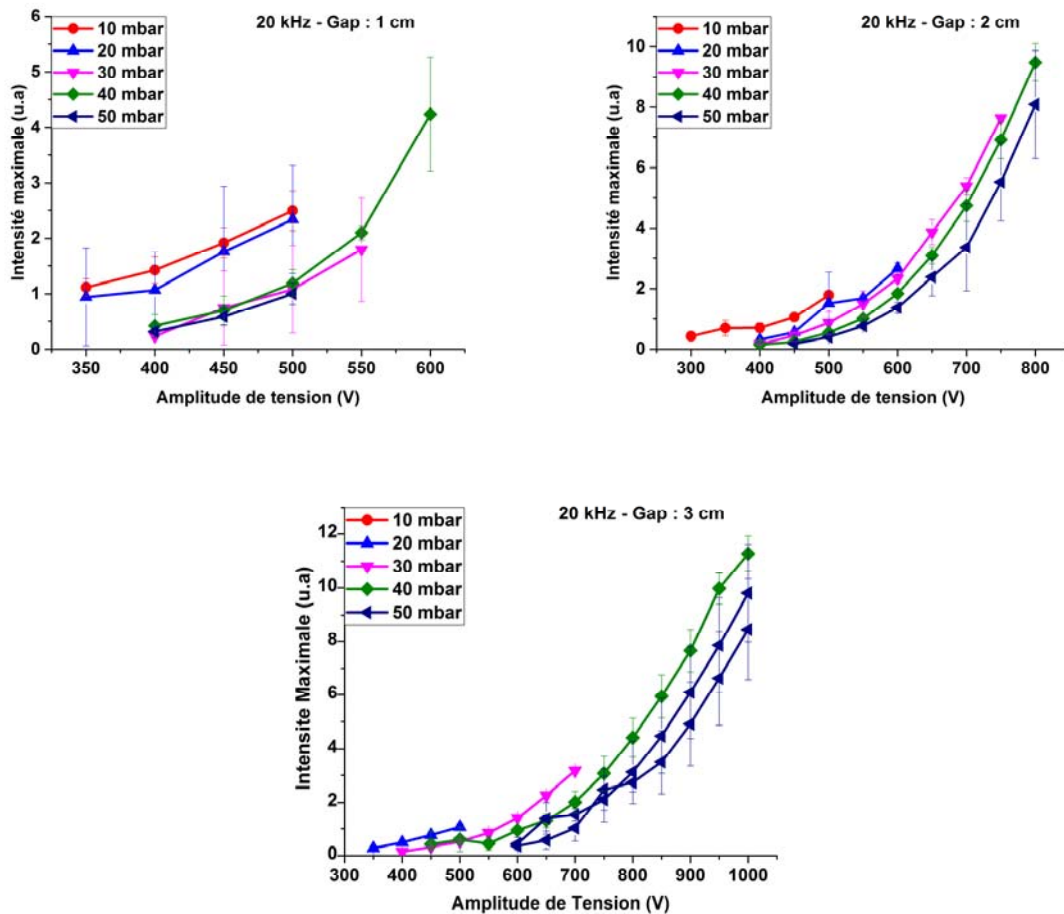 20 kHz - Gap : 1 cm
10 mbar
20 mbar
30 mbar
40 mbar
50 mbar
Intensité maximale (u.a)
6
5
4
3
2
1
0
350 400 450 500 550 600
Amplitude de tension (V)
20 kHz - Gap : 2 cm
10 mbar
20 mbar
30 mbar
40 mbar
50 mbar
Intensité maximale (u.a)
10
8
6
4
2
0
300 400 500 600 700 800
Amplitude de tension (V)
20 kHz - Gap : 3 cm
10 mbar
20 mbar
30 mbar
40 mbar
50 mbar
Intensite Maximale (u.a)
12
10
8
6
4
2
0
300 400 500 600 700 800 900 1000
Amplitude de Tension (V)